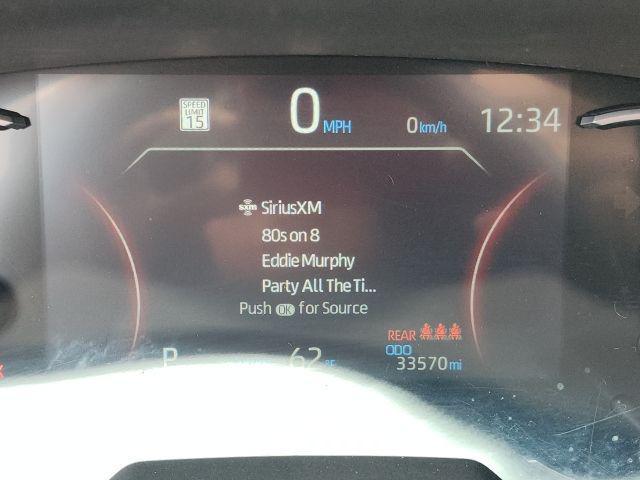 SPEED
LIMIT
15
0 MPH
0 km/h
12:34
sxm SiriusXM
80s on 8
Eddie Murphy
Party All The Ti...
Push OK for Source
REAR
ODO
33570 mi
P
62 °F